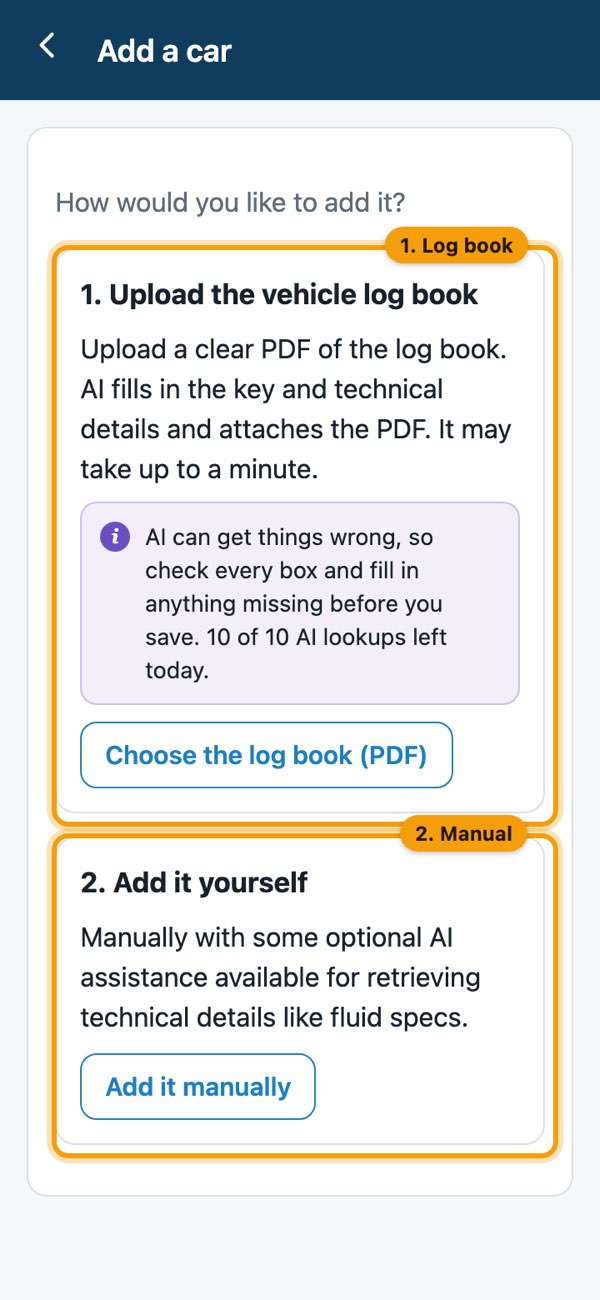 Add a car
How would you like to add it?
1. Log book
1. Upload the vehicle log book
Upload a clear PDF of the log book.
AI fills in the key and technical
details and attaches the PDF. It may
take up to a minute.
i
AI can get things wrong, so
check every box and fill in
anything missing before you
save. 10 of 10 AI lookups left
today.
Choose the log book (PDF)
2. Manual
2. Add it yourself
Manually with some optional AI
assistance available for retrieving
technical details like fluid specs.
Add it manually